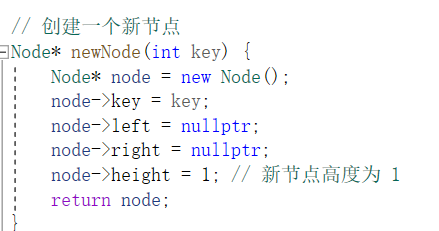 // 创建一个新节点
Node* newNode(int key) {
    Node* node = new Node();
    node->key = key;
    node->left = nullptr;
    node->right = nullptr;
    node->height = 1; // 新节点高度为 1
    return node;
}